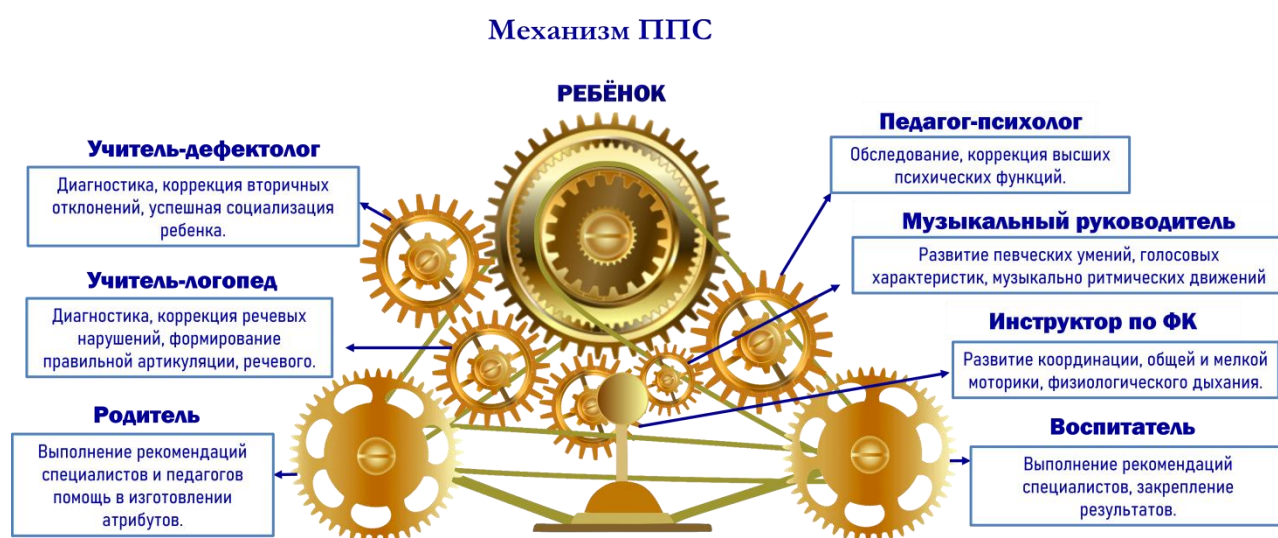 Механизм ППС
РЕБЁНОК
Учитель-дефектолог
Диагностика, коррекция вторичных
отклонений, успешная социализация
ребенка.
Учитель-логопед
Диагностика, коррекция речевых
нарушений, формирование
правильной артикуляции, речевого.
Родитель
Выполнение рекомендаций
специалистов и педагогов
помощь в изготовлении
атрибутов.
Педагог-психолог
Обследование, коррекция высших
психических функций.
Музыкальный руководитель
Развитие певческих умений, голосовых
характеристик, музыкально ритмических движений
Инструктор по ФК
Развитие координации, общей и мелкой
моторики, физиологического дыхания.
Воспитатель
Выполнение рекомендаций
специалистов, закрепление
результатов.